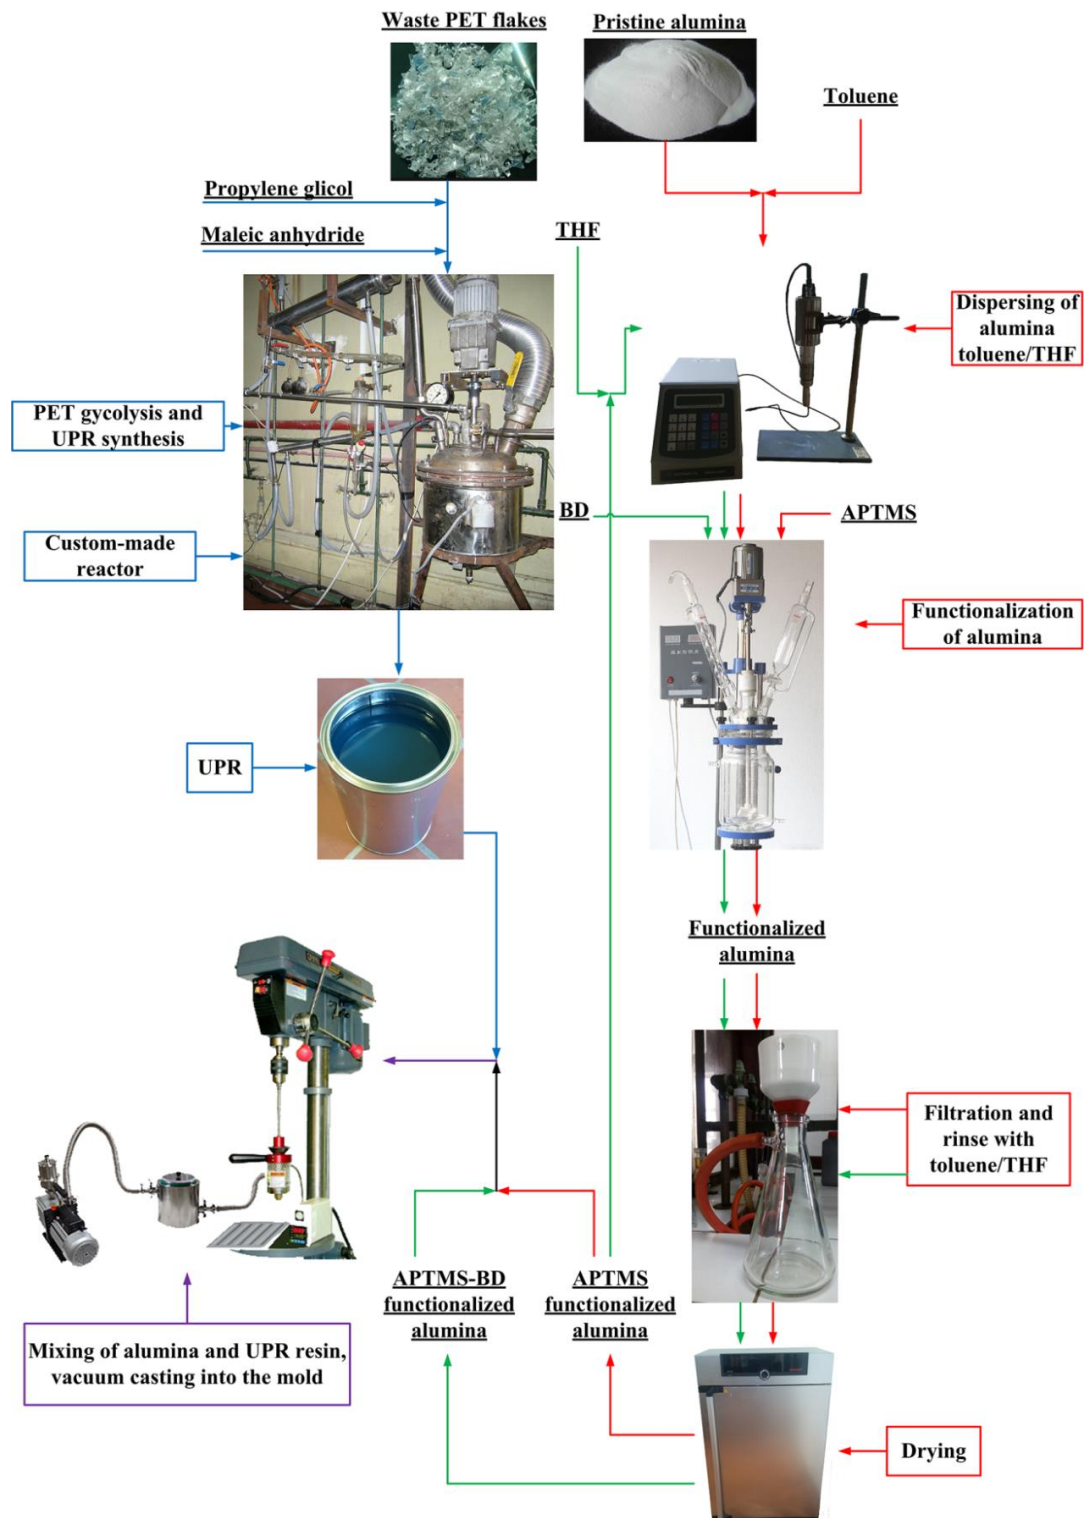 Waste PET flakes
Pristine alumina
Toluene
Propylene glicol
Maleic anhydride
THF
Dispersing of
alumina
toluene/THF
PET gycolysis and
UPR synthesis
BD
APTMS
Custom-made
reactor
Functionalization
of alumina
UPR
Functionalized
alumina
Filtration and
rinse with
toluene/THF
APTMS-BD
functionalized
alumina
APTMS
functionalized
alumina
Mixing of alumina and UPR resin,
vacuum casting into the mold
Drying